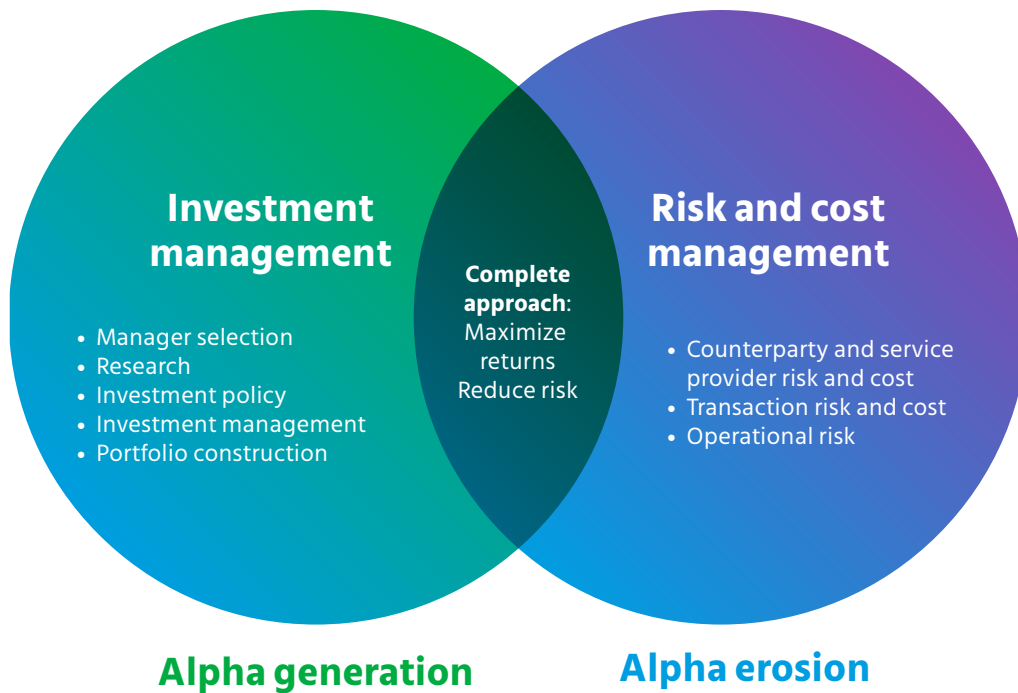 Investment
management
• Manager selection
• Research
• Investment policy
• Investment management
• Portfolio construction
Complete
approach:
Maximize
returns
Reduce risk
Risk and cost
management
• Counterparty and service
provider risk and cost
• Transaction risk and cost
• Operational risk
Alpha generation
Alpha erosion